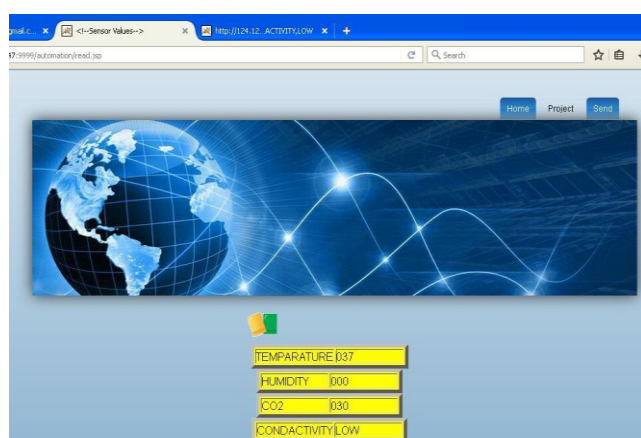 gmail.c... × <!--Sensor Values--> × http://124.12...ACTIVITY,LOW × +
47:9999/automation/read.jsp Search
Home Project Send
TEMPARATURE 037
HUMIDITY 000
CO2 030
CONDACTIVITY LOW